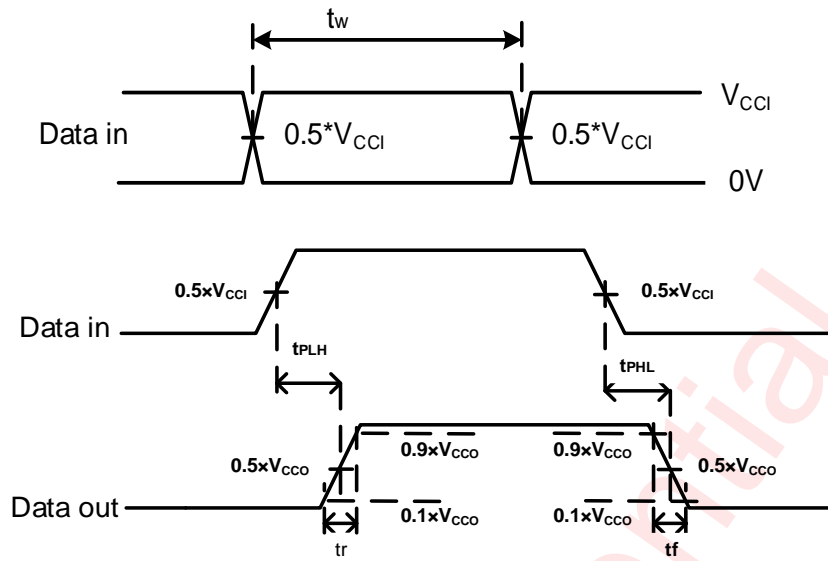 tw
VCCI
Data in 0.5*VCCI 0.5*VCCI
0V
0.5×VCCI 0.5×VCCI
Data in
tPLH tPHL
0.9×VCCO 0.9×VCCO
0.5×VCCO 0.5×VCCO
Data out 0.1×VCCO 0.1×VCCO
tr tf